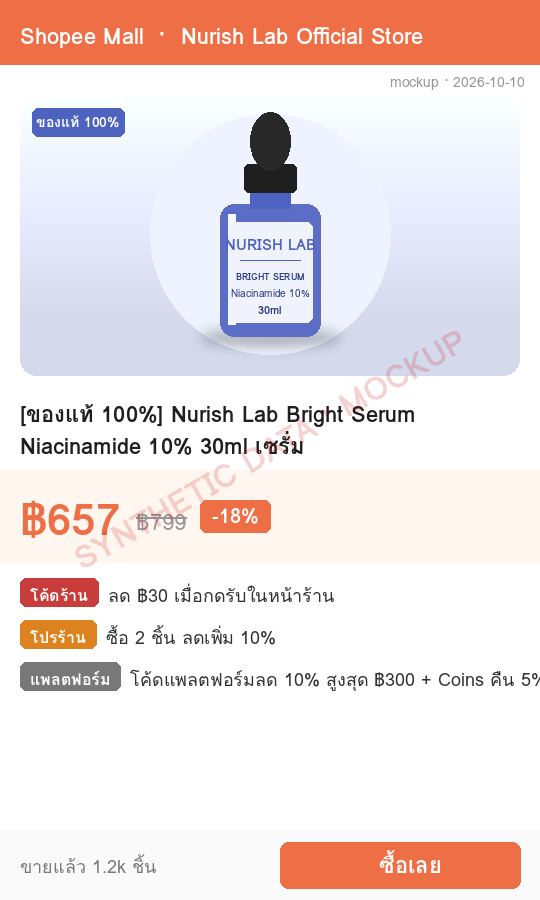 Shopee Mall · Nurish Lab Official Store
mockup · 2026-10-10
ของแท้ 100%
NURISH LAB
BRIGHT SERUM
Niacinamide 10%
30ml
[ของแท้ 100%] Nurish Lab Bright Serum
Niacinamide 10% 30ml เซรั่ม
฿657 ฿799 -18%
SYNTHETIC DATA · MOCKUP
โค้ดร้าน ลด ฿30 เมื่อกดรับในหน้าร้าน
โปรร้าน ซื้อ 2 ชิ้น ลดเพิ่ม 10%
แพลตฟอร์ม โค้ดแพลตฟอร์มลด 10% สูงสุด ฿300 + Coins คืน 5%
ขายแล้ว 1.2k ชิ้น
ซื้อเลย